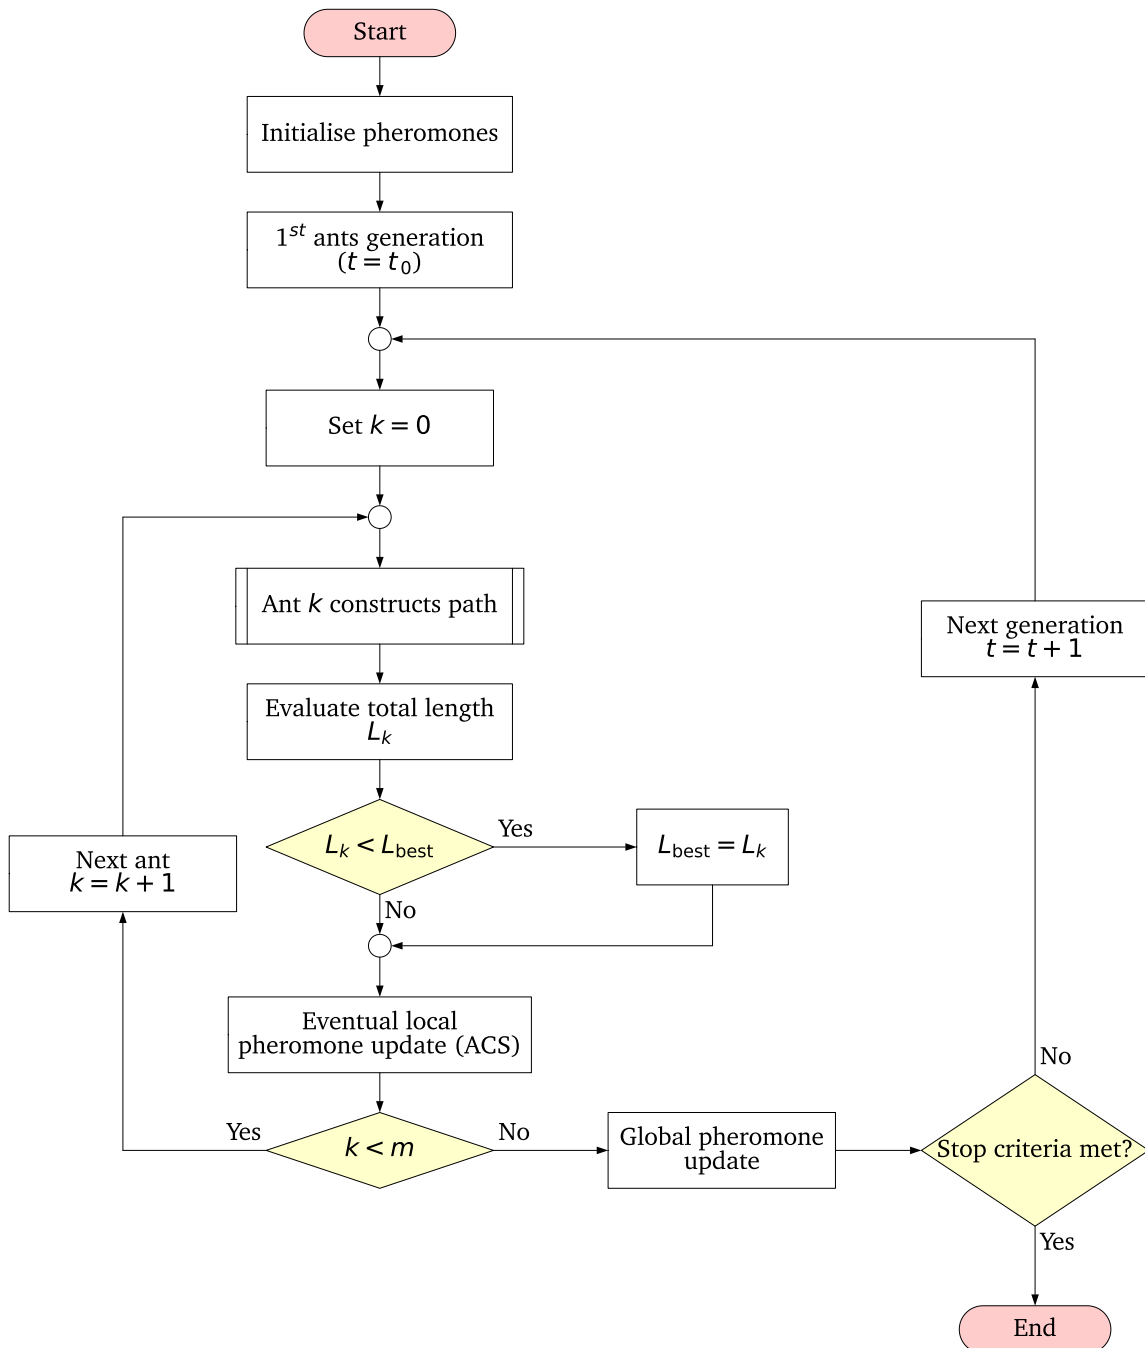 Start
Initialise pheromones
1st ants generation
(t = t0)
Set k = 0
Ant k constructs path
Next generation
t = t + 1
Evaluate total length
Lk
Lk < Lbest
Yes
Lbest = Lk
Next ant
k = k + 1
No
Eventual local
pheromone update (ACS)
No
Yes
k < m
No
Global pheromone
update
Stop criteria met?
Yes
End